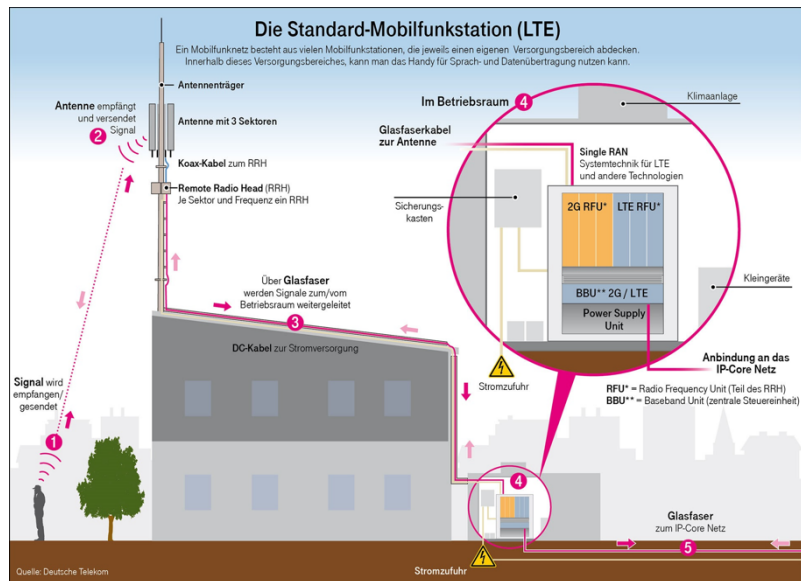 Die Standard-Mobilfunkstation (LTE)
Ein Mobilfunknetz besteht aus vielen Mobilfunkstationen, die jeweils einen eigenen Versorgungsbereich abdecken.
Innerhalb dieses Versorgungsbereiches, kann man das Handy für Sprach- und Datenübertragung nutzen kann.
Antennenträger
Antenne empfängt
und versendet
Signal
2
Antenne mit 3 Sektoren
Koax-Kabel zum RRH
Remote Radio Head (RRH)
Je Sektor und Frequenz ein RRH
Über Glasfaser
werden Signale zum/vom
Betriebsraum weitergeleitet
3
DC-Kabel zur Stromversorgung
Signal wird
empfangen/
gesendet
1
Im Betriebsraum 4
Klimaanlage
Glasfaserkabel
zur Antenne
Single RAN
Systemtechnik für LTE
und andere Technologien
Sicherungs-
kasten
2G RFU* LTE RFU*
Kleingeräte
BBU** 2G / LTE
Power Supply
Unit
Anbindung an das
IP-Core Netz
Stromzufuhr
RFU* = Radio Frequency Unit (Teil des RRH)
BBU** = Baseband Unit (zentrale Steuereinheit)
4
Glasfaser
zum IP-Core Netz
5
Stromzufuhr
Quelle: Deutsche Telekom